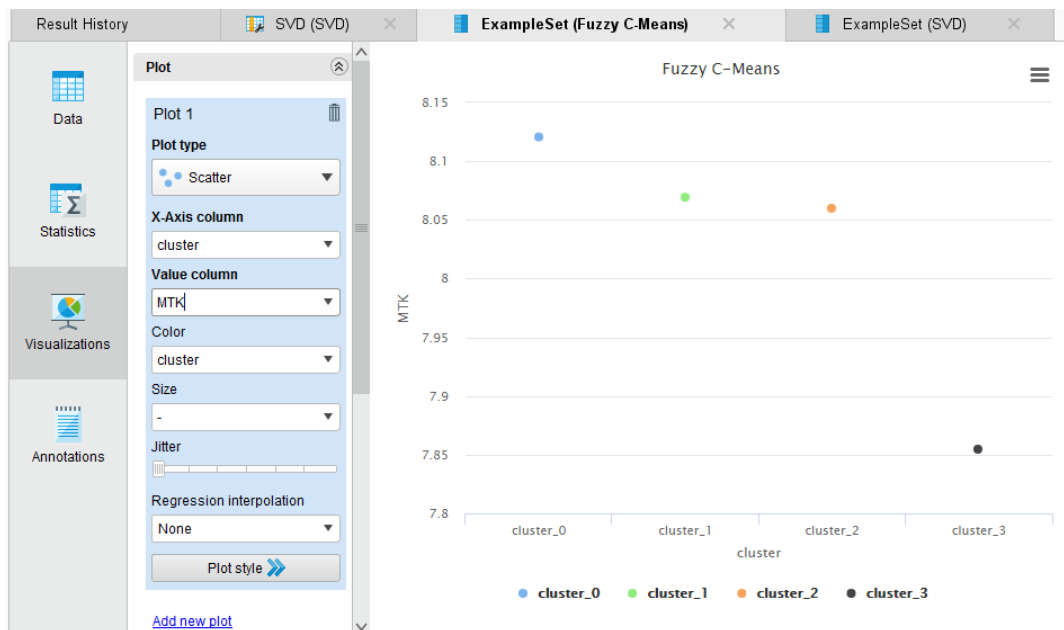 Result History
SVD (SVD)
ExampleSet (Fuzzy C-Means)
ExampleSet (SVD)
Data
Statistics
Visualizations
Annotations
Plot
Plot 1
Plot type
Scatter
X-Axis column
cluster
Value column
MTK
Color
cluster
Size
-
Jitter
Regression interpolation
None
Plot style
Add new plot
Fuzzy C-Means
8.15
8.1
8.05
8
7.95
7.9
7.85
7.8
MTK
cluster_0 cluster_1 cluster_2 cluster_3
cluster
cluster_0 cluster_1 cluster_2 cluster_3